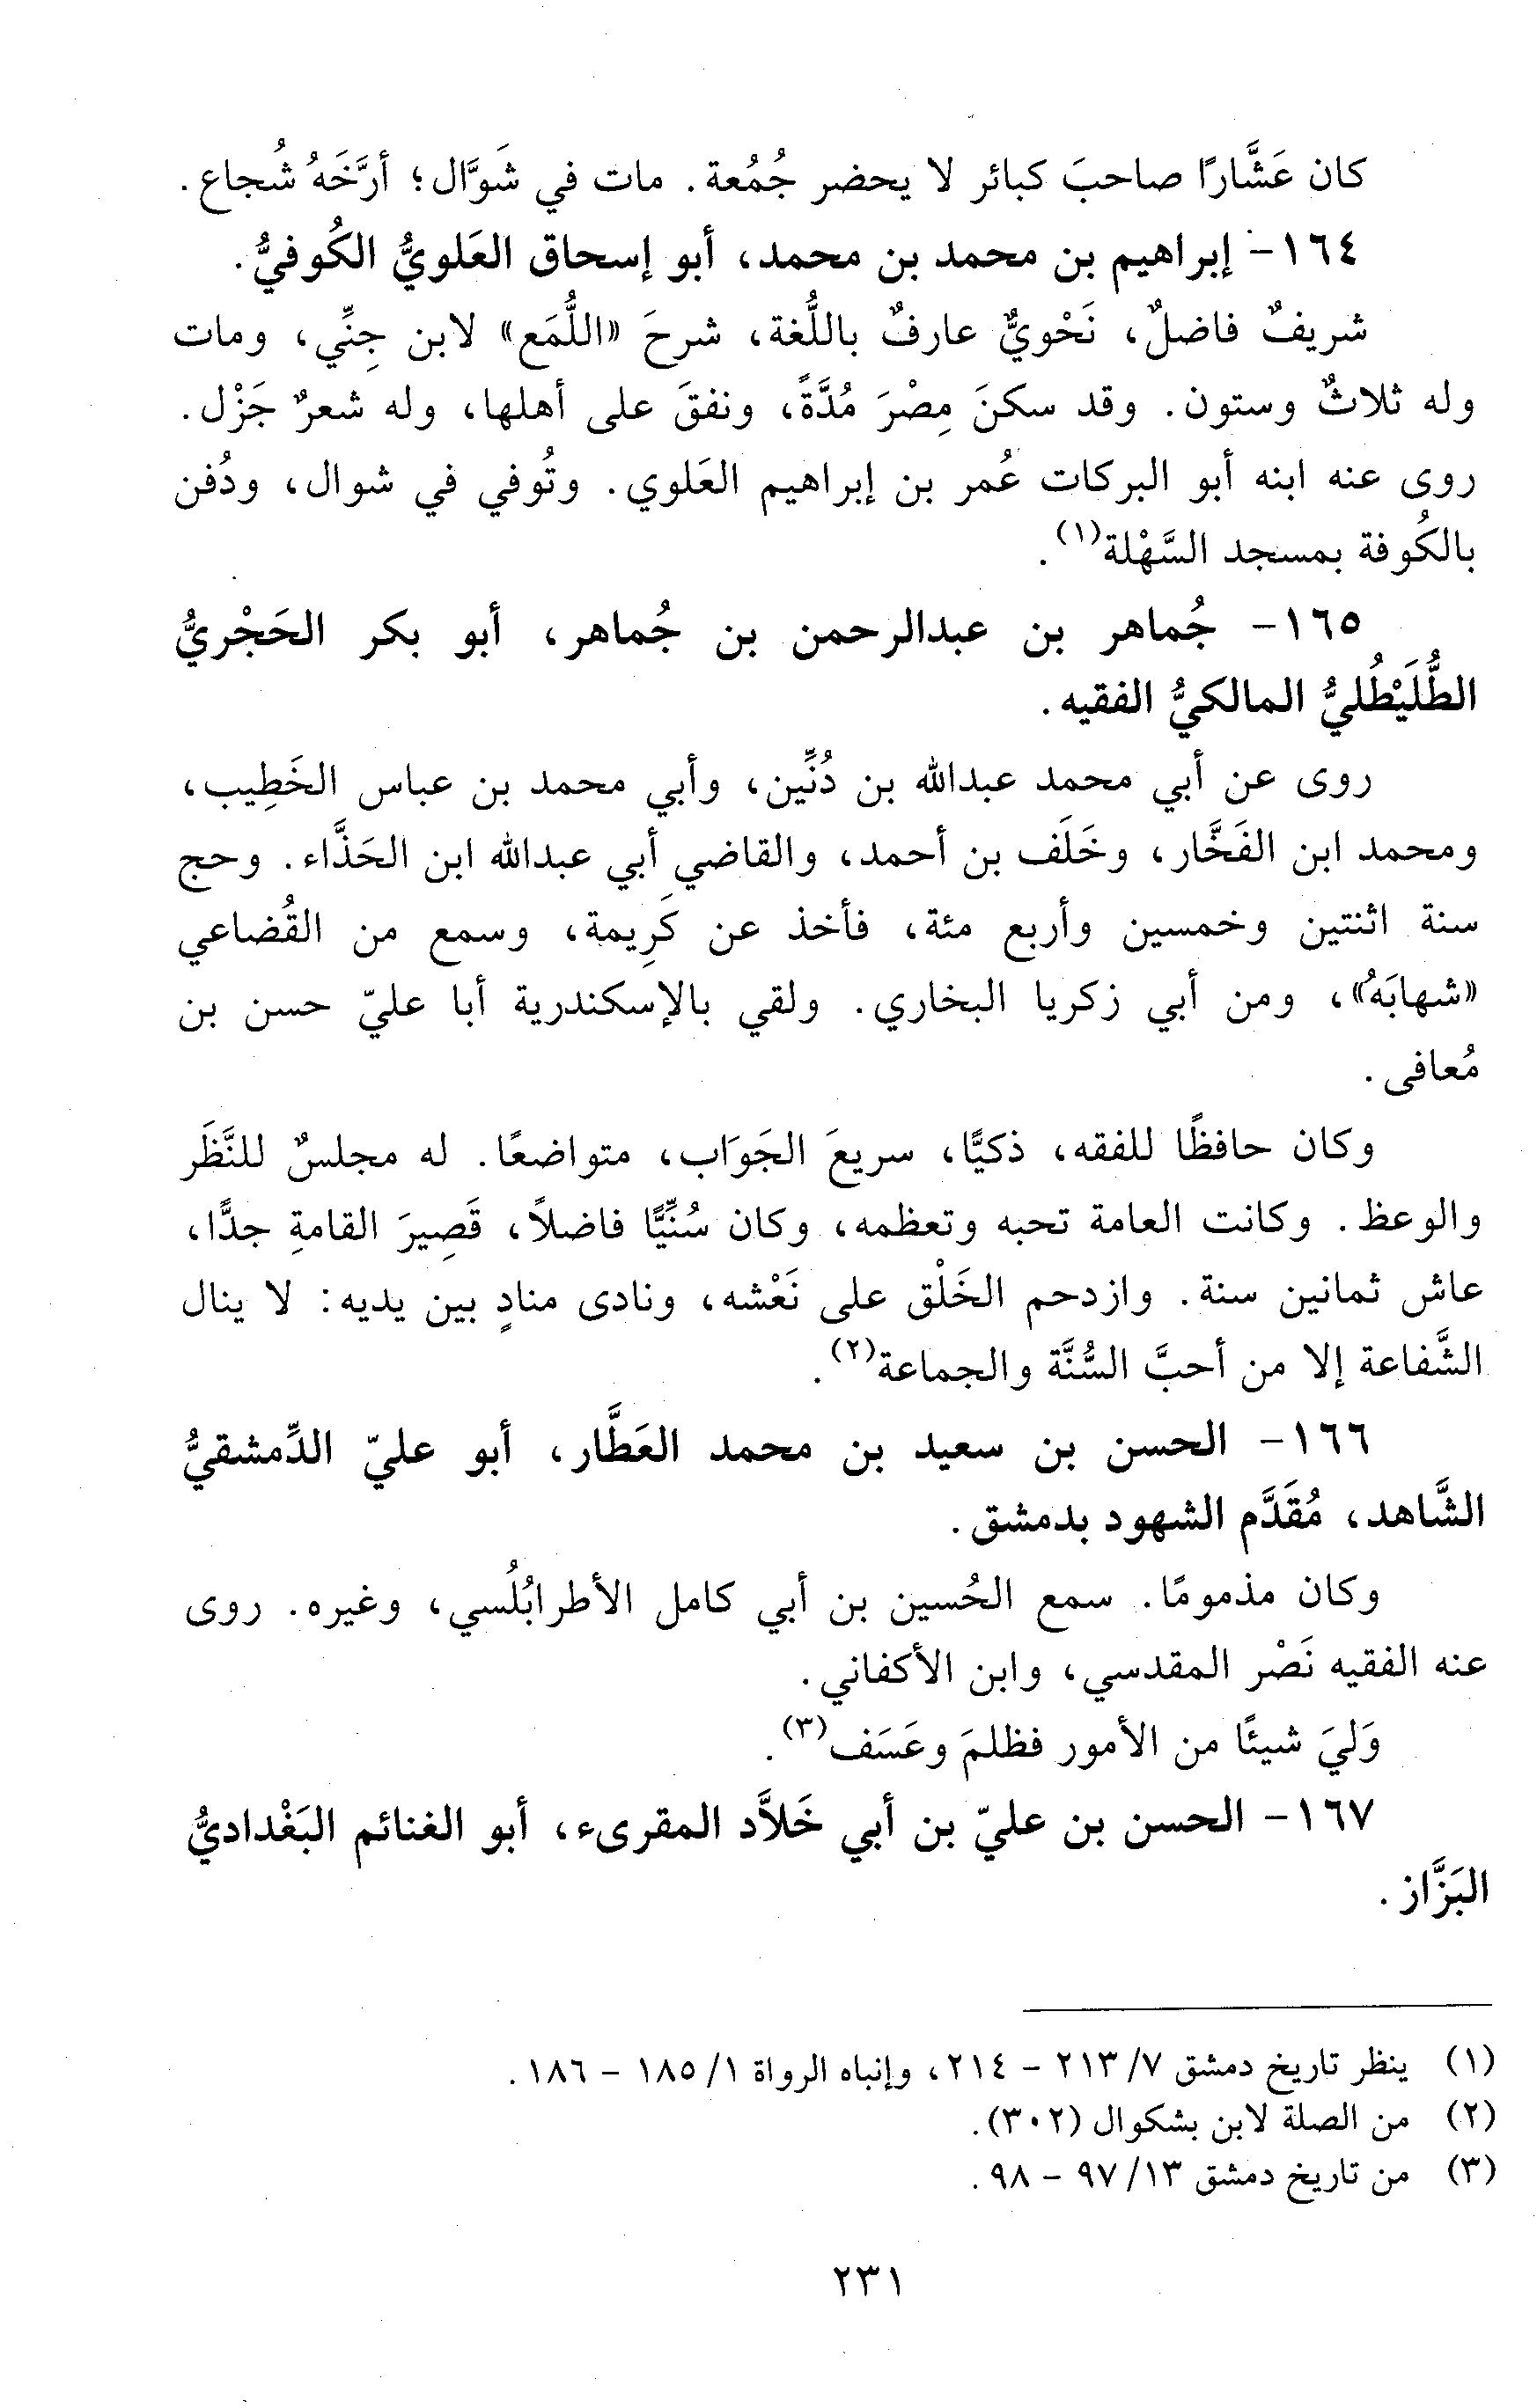 كان عَشَّارًا صاحبَ كبائر لا يحضر جُمُعة. مات في شَوَّال؛ أرَّخَهُ شُجاع.
١٦٤- إبراهيم بن محمد بن محمد، أبو إسحاق العَلويُّ الكُوفيُّ.
شريفٌ فاضلٌ، نَحْويٌّ عارفٌ باللُّغة، شرحَ «اللُّمَع» لابن جِنِّي، ومات
وله ثلاثٌ وستون. وقد سكنَ مِصْرَ مُدَّةً، ونفقَ على أهلها، وله شعرٌ جَزْل.
روى عنه ابنه أبو البركات عُمر بن إبراهيم العَلوي. وتُوفي في شوال، ودُفن
بالكُوفة بمسجد السَّهْلة(١).
١٦٥- جُماهر بن عبدالرحمن بن جُماهر، أبو بكر الحَجْريُّ
الطُّلَيْطُليُّ المالكيُّ الفقيه.
روى عن أبي محمد عبدالله بن دُنِّين، وأبي محمد بن عباس الخَطِيب،
ومحمد ابن الفَخَّار، وخَلَف بن أحمد، والقاضي أبي عبدالله ابن الحَذَّاء. وحج
سنة اثنتين وخمسين وأربع مئة، فأخذ عن كَرِيمة، وسمع من القُضاعي
«شهابَهُ»، ومن أبي زكريا البخاري. ولقي بالإسكندرية أبا عليّ حسن بن
مُعافى.
وكان حافظًا للفقه، ذكيًّا، سريعَ الجَوَاب، متواضعًا. له مجلسٌ للنَّظَر
والوعظ. وكانت العامة تحبه وتعظمه، وكان سُنِّيًّا فاضلاً، قَصِيرَ القامةِ جدًّا،
عاش ثمانين سنة. وازدحم الخَلْق على نَعْشه، ونادى منادٍ بين يديه: لا ينال
الشَّفاعة إلا من أحبَّ السُّنَّة والجماعة(٢).
١٦٦- الحسن بن سعيد بن محمد العَطَّار، أبو عليّ الدِّمشقيُّ
الشَّاهد، مُقَدَّم الشهود بدمشق.
وكان مذمومًا. سمع الحُسين بن أبي كامل الأطرابُلُسي، وغيره. روى
عنه الفقيه نَصْر المقدسي، وابن الأكفاني.
وَليَ شيئًا من الأمور فظلمَ وعَسَف(٣).
١٦٧- الحسن بن عليّ بن أبي خَلاَّد المقرىء، أبو الغنائم البَغْداديُّ
البَزَّاز.
(١) ينظر تاريخ دمشق ٧/ ٢١٣ - ٢١٤، وإنباه الرواة ١/ ١٨٥ - ١٨٦.
(٢) من الصلة لابن بشكوال (٣٠٢).
(٣) من تاريخ دمشق ١٣/ ٩٧ - ٩٨.
٢٣١